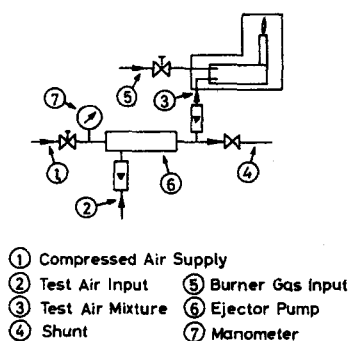 5
7
3
1
6
4
2
① Compressed Air Supply
② Test Air Input ⑤ Burner Gas Input
③ Test Air Mixture ⑥ Ejector Pump
④ Shunt ⑦ Manometer